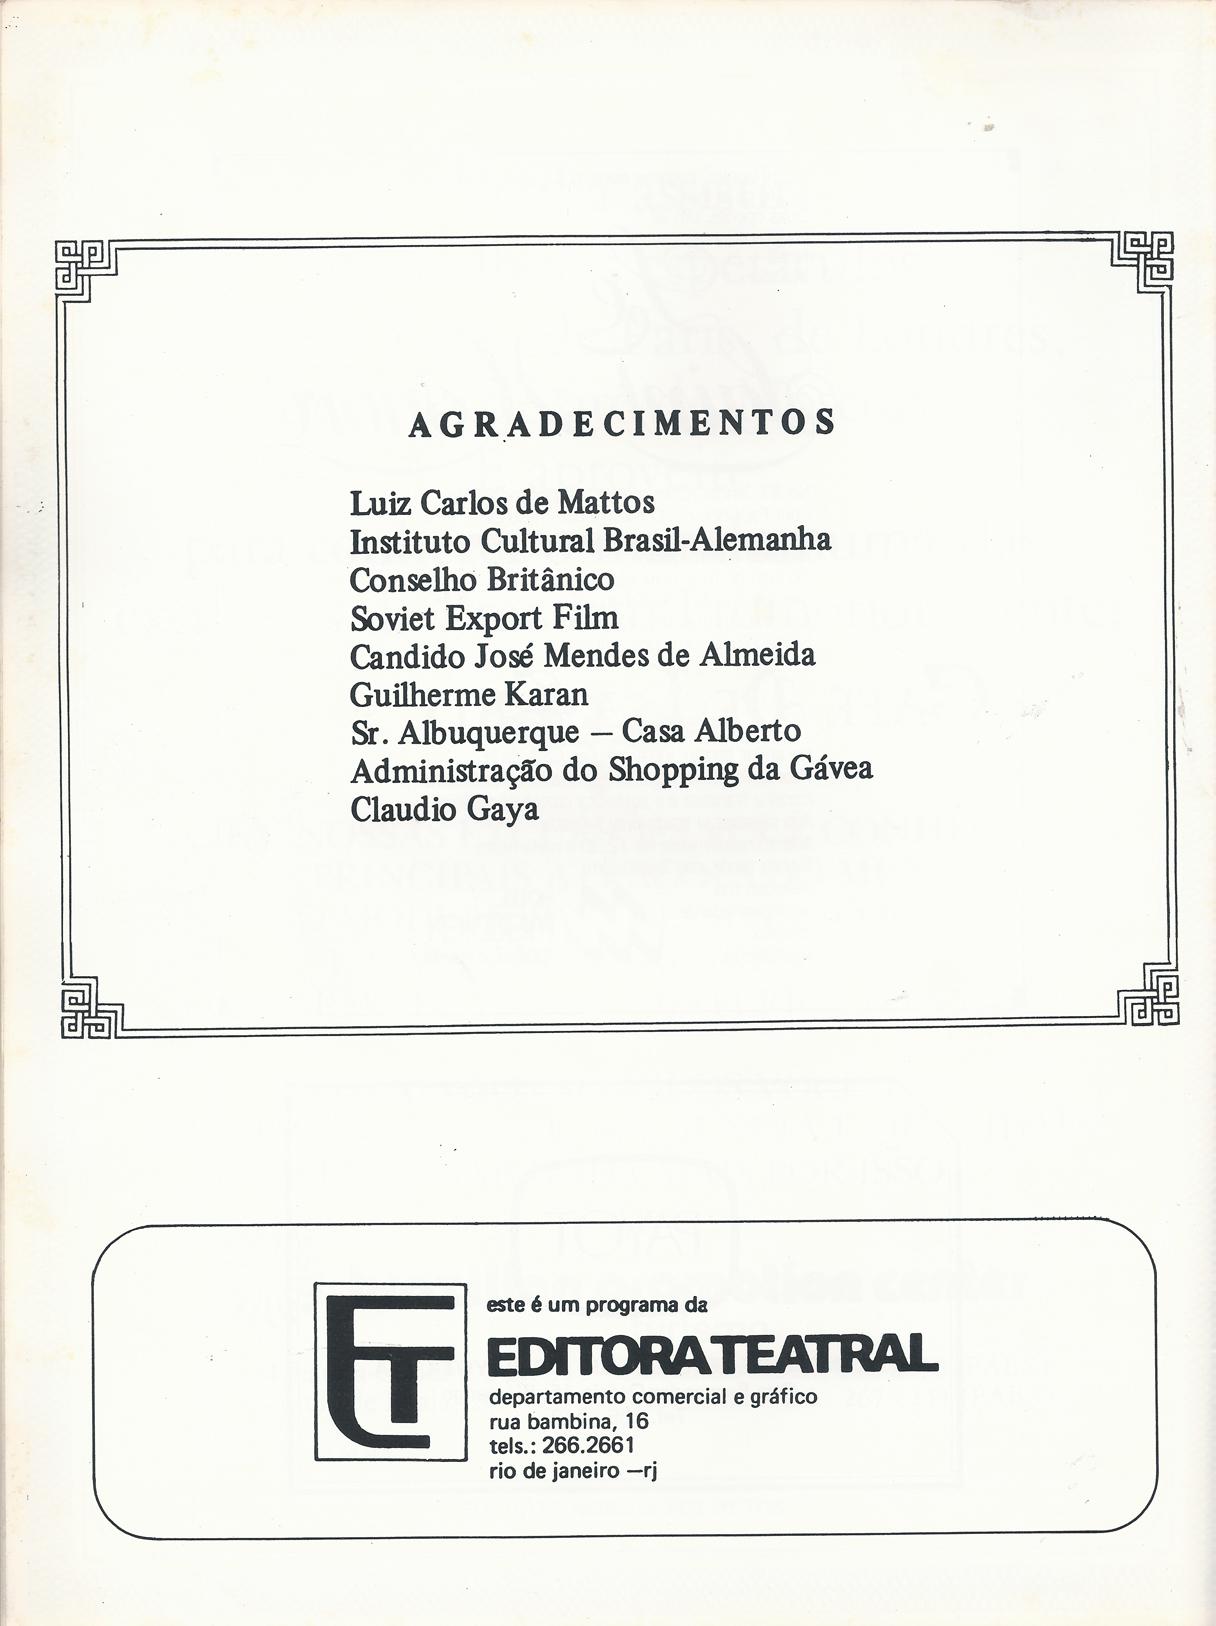 AGRADECIMENTOS
Luiz Carlos de Mattos
Instituto Cultural Brasil-Alemanha
Conselho Britânico
Soviet Export Film
Candido José Mendes de Almeida
Guilherme Karan
Sr. Albuquerque — Casa Alberto
Administração do Shopping da Gávea
Claudio Gaya
ET
este é um programa da
EDITORA TEATRAL
departamento comercial e gráfico
rua bambina, 16
tels.: 266.2661
rio de janeiro —rj